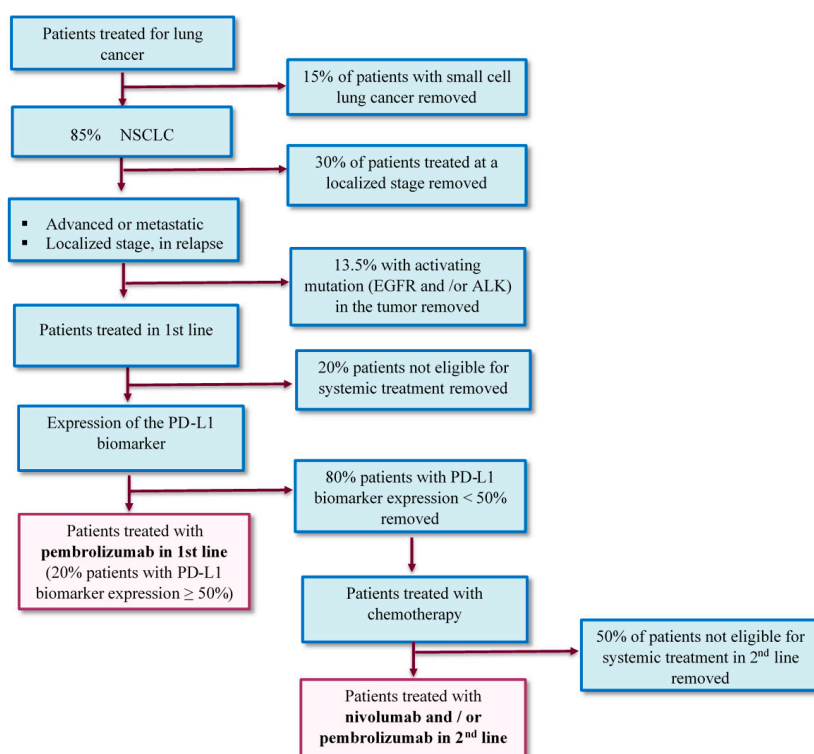 Patients treated for lung
cancer
15% of patients with small cell
lung cancer removed
85% NSCLC
30% of patients treated at a
localized stage removed
▪ Advanced or metastatic
▪ Localized stage, in relapse
13.5% with activating
mutation (EGFR and /or ALK)
in the tumor removed
Patients treated in 1st line
20% patients not eligible for
systemic treatment removed
Expression of the PD-L1
biomarker
80% patients with PD-L1
biomarker expression < 50%
removed
Patients treated with
pembrolizumab in 1st line
(20% patients with PD-L1
biomarker expression ≥ 50%)
Patients treated with
chemotherapy
50% of patients not eligible for
systemic treatment in 2nd line
removed
Patients treated with
nivolumab and / or
pembrolizumab in 2nd line